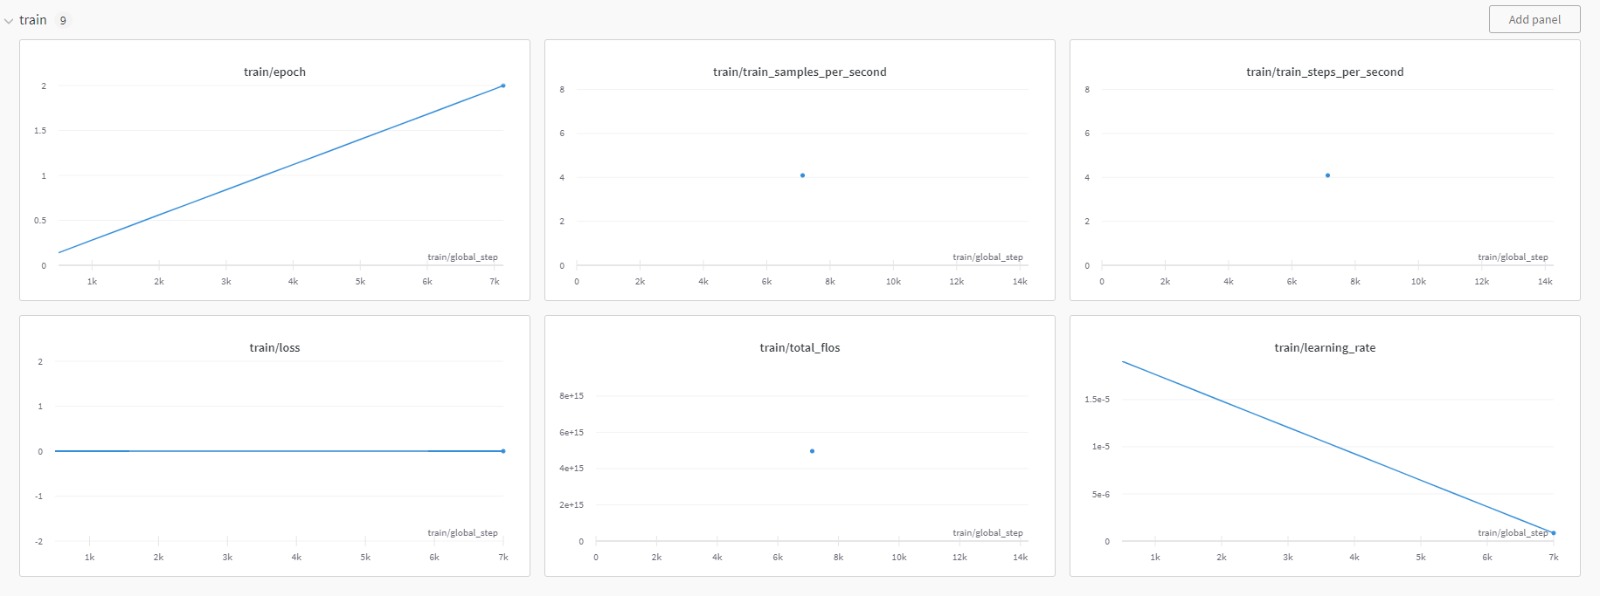 train 9
Add panel
train/epoch
2
1.5
1
0.5
0
train/global_step
1k 2k 3k 4k 5k 6k 7k
train/train_samples_per_second
8
6
4
2
0
train/global_step
0 2k 4k 6k 8k 10k 12k 14k
train/train_steps_per_second
8
6
4
2
0
train/global_step
0 2k 4k 6k 8k 10k 12k 14k
train/loss
2
1
0
-1
-2
train/global_step
1k 2k 3k 4k 5k 6k 7k
train/total_flos
8e+15
6e+15
4e+15
2e+15
0
train/global_step
0 2k 4k 6k 8k 10k 12k 14k
train/learning_rate
1.5e-5
1e-5
5e-6
0
train/global_step
1k 2k 3k 4k 5k 6k 7k